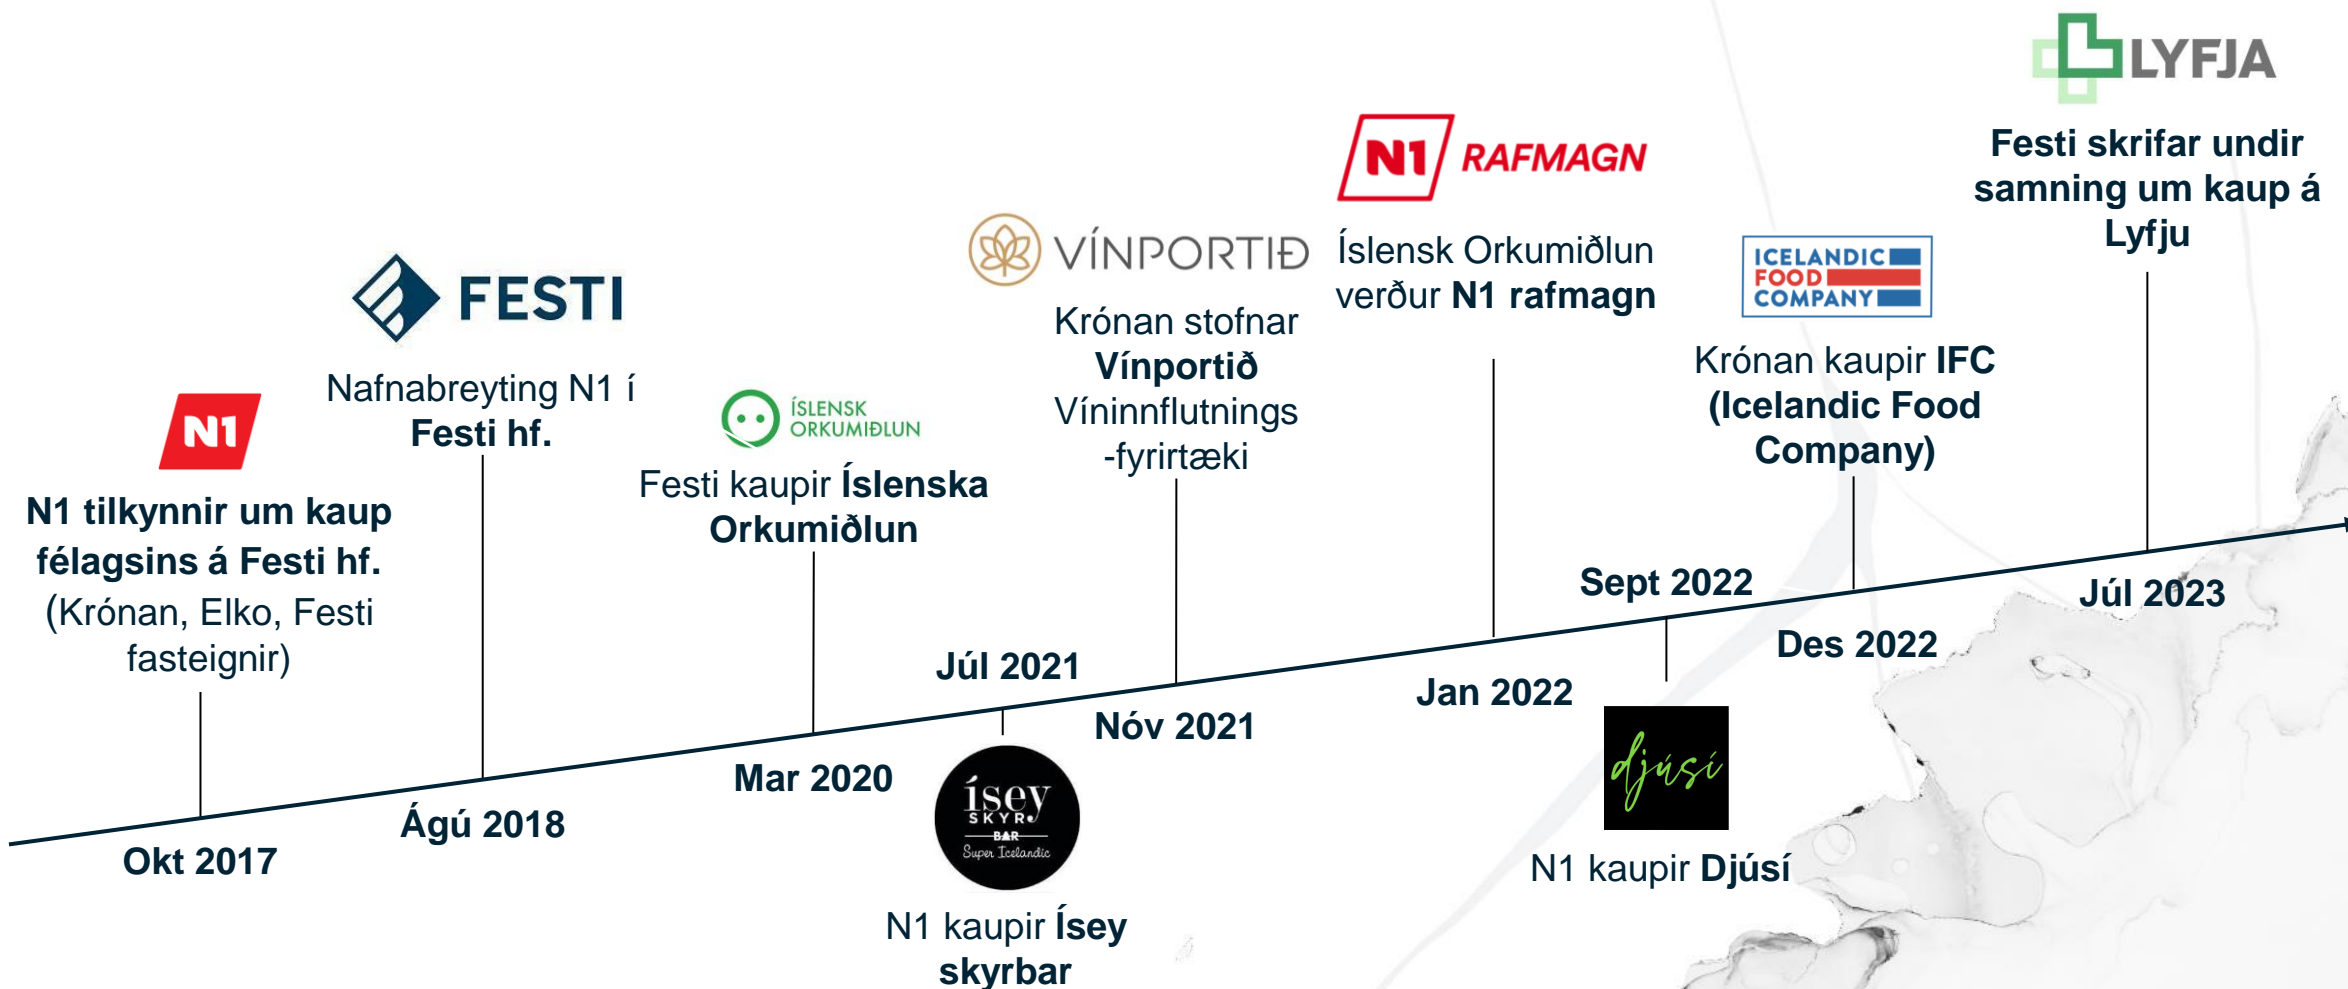 N1
N1 tilkynnir um kaup
félagsins á Festi hf.
(Krónan, Elko, Festi
fasteignir)
Okt 2017
FESTI
Nafnabreyting N1 í
Festi hf.
Ágú 2018
ÍSLENSK
ORKUMIÐLUN
Festi kaupir Íslenska
Orkumiðlun
Mar 2020
Júl 2021
ísey
SKYR
BAR
Super Icelandic
N1 kaupir Ísey
skyrbar
VÍNPORTIÐ
Krónan stofnar
Vínportið
Víninnflutnings
-fyrirtæki
Nóv 2021
N1 RAFMAGN
Íslensk Orkumiðlun
verður N1 rafmagn
Jan 2022
Sept 2022
djúsí
N1 kaupir Djúsí
ICELANDIC
FOOD
COMPANY
Krónan kaupir IFC
(Icelandic Food
Company)
Des 2022
LYFJA
Festi skrifar undir
samning um kaup á
Lyfju
Júl 2023